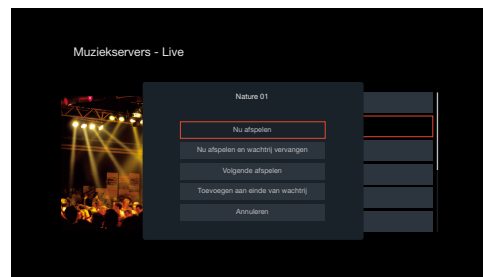 Muziekservers - Live
Nature 01
Nu afspelen
Nu afspelen en wachtrij vervangen
Volgende afspelen
Toevoegen aan einde van wachtrij
Annuleren